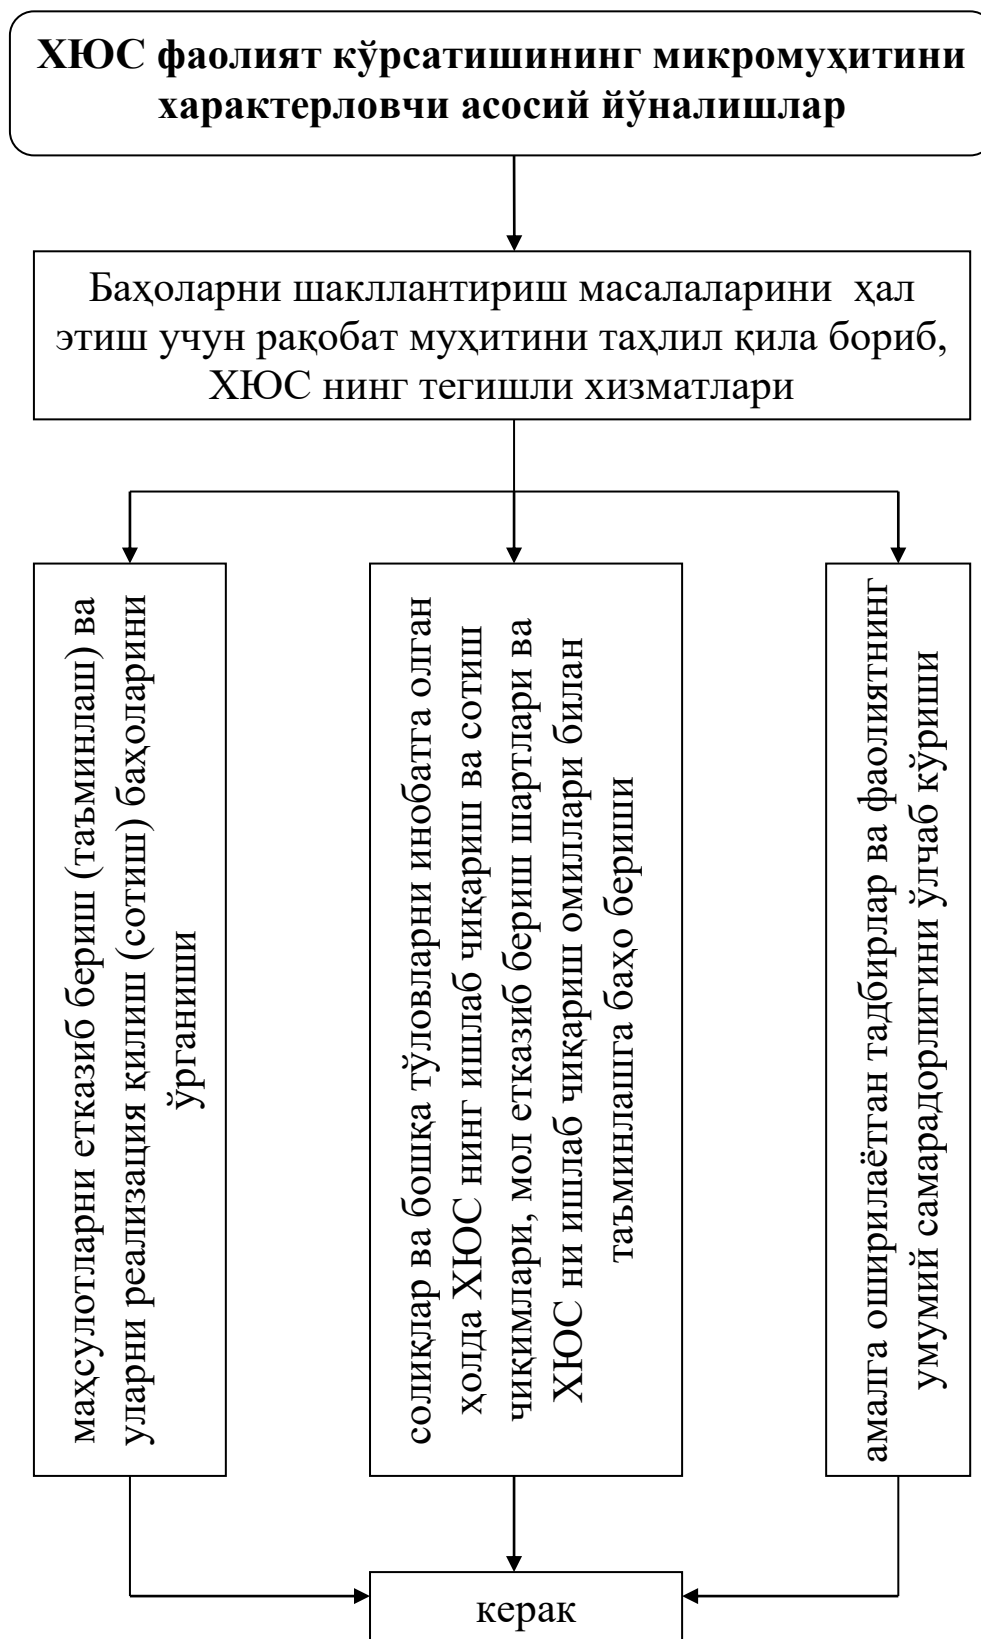 ХЮС фаолият кўрсатишининг микромуҳитини
характерловчи асосий йўналишлар
Баҳоларни шакллантириш масалаларини ҳал
этиш учун рақобат муҳитини таҳлил қила бориб,
ХЮС нинг тегишли хизматлари
маҳсулотларни етказиб бериш (таъминлаш) ва
уларни реализация қилиш (сотиш) баҳоларини
ўрганиши
солиқлар ва бошқа тўловларни инобатга олган
ҳолда ХЮС нинг ишлаб чиқариш ва сотиш
чиқимлари, мол етказиб бериш шартлари ва
ХЮС ни ишлаб чиқариш омиллари билан
таъминлашга баҳо бериши
амалга оширилаётган тадбирлар ва фаолиятнинг
умумий самарадорлигини ўлчаб кўриши
керак